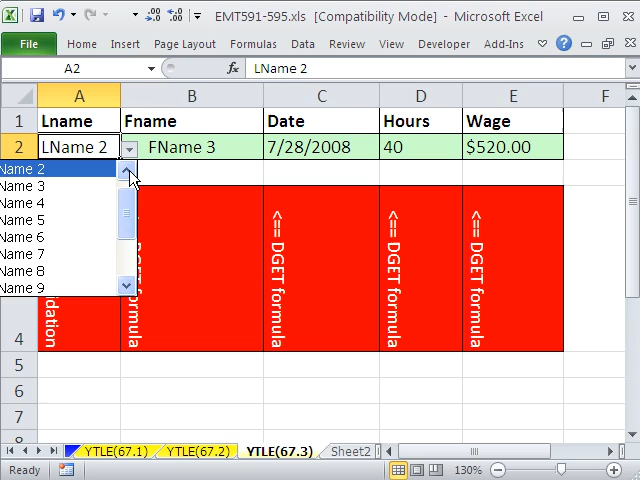 EMT591-595.xls [Compatibility Mode] - Microsoft Excel
File Home Insert Page Layout Formulas Data Review View Developer Add-Ins
A2 fx LName 2
A B C D E F
1 Lname Fname Date Hours Wage
2 LName 2 FName 3 7/28/2008 40 $520.00
Name 2
Name 3
Name 4
Name 5
Name 6
Name 7
Name 8
Name 9
<== DGET formula
<== DGET formula
<== DGET formula
4
5
6
7
8
YTLE(67.1) YTLE(67.2) YTLE(67.3) Sheet2
Ready 130%